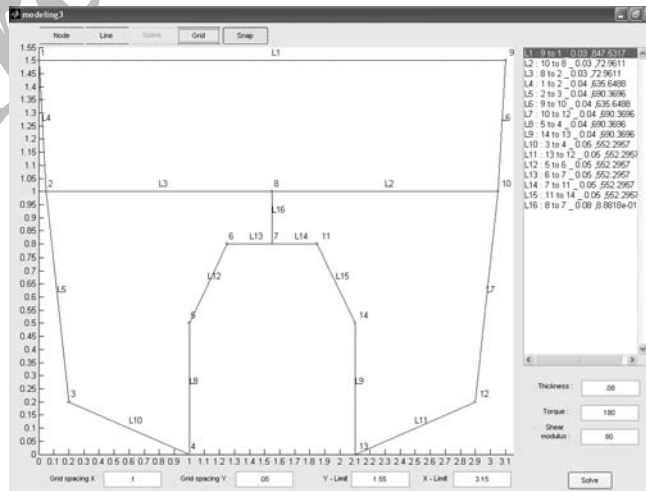 modeling3
Node Line Spline Grid Snap
1.55
1.5
1.45
1.4
1.35
1.3
1.25
1.2
1.15
1.1
1.05
1
0.95
0.9
0.85
0.8
0.75
0.7
0.65
0.6
0.55
0.5
0.45
0.4
0.35
0.3
0.25
0.2
0.15
0.1
0.05
0
1 L1 9
L4 L6
2 L3 8 L2 10
L16
6 L13 7 L14 11
L12 L15
L5 L7
5 14
L8 L9
3 12
L10 L11
4 13
0 0.1 0.2 0.3 0.4 0.5 0.6 0.7 0.8 0.9 1 1.1 1.2 1.3 1.4 1.5 1.6 1.7 1.8 1.9 2 2.1 2.2 2.3 2.4 2.5 2.6 2.7 2.8 2.9 3 3.1
L1 : 9 to 1 _ 0.03 ,847.5317
L2 : 10 to 8 _ 0.03 ,72.9611
L3 : 8 to 2 _ 0.03 ,72.9611
L4 : 1 to 2 _ 0.04 ,635.6488
L5 : 2 to 3 _ 0.04 ,690.3696
L6 : 9 to 10 _ 0.04 ,635.6488
L7 : 10 to 12 _ 0.04 ,690.3696
L8 : 5 to 4 _ 0.04 ,690.3696
L9 : 14 to 13 _ 0.04 ,690.3696
L10 : 3 to 4 _ 0.05 ,552.2957
L11 : 13 to 12 _ 0.05 ,552.2957
L12 : 5 to 6 _ 0.05 ,552.2957
L13 : 6 to 7 _ 0.05 ,552.2957
L14 : 7 to 11 _ 0.05 ,552.2957
L15 : 11 to 14 _ 0.05 ,552.2957
L16 : 8 to 7 _ 0.08 ,8.8818e-01
Thickness : .08
Torque : 180
Shear modulus : 80
Grid spacing X .1 Grid spacing Y .05 Y - Limit 1.55 X - Limit 3.15
Solve